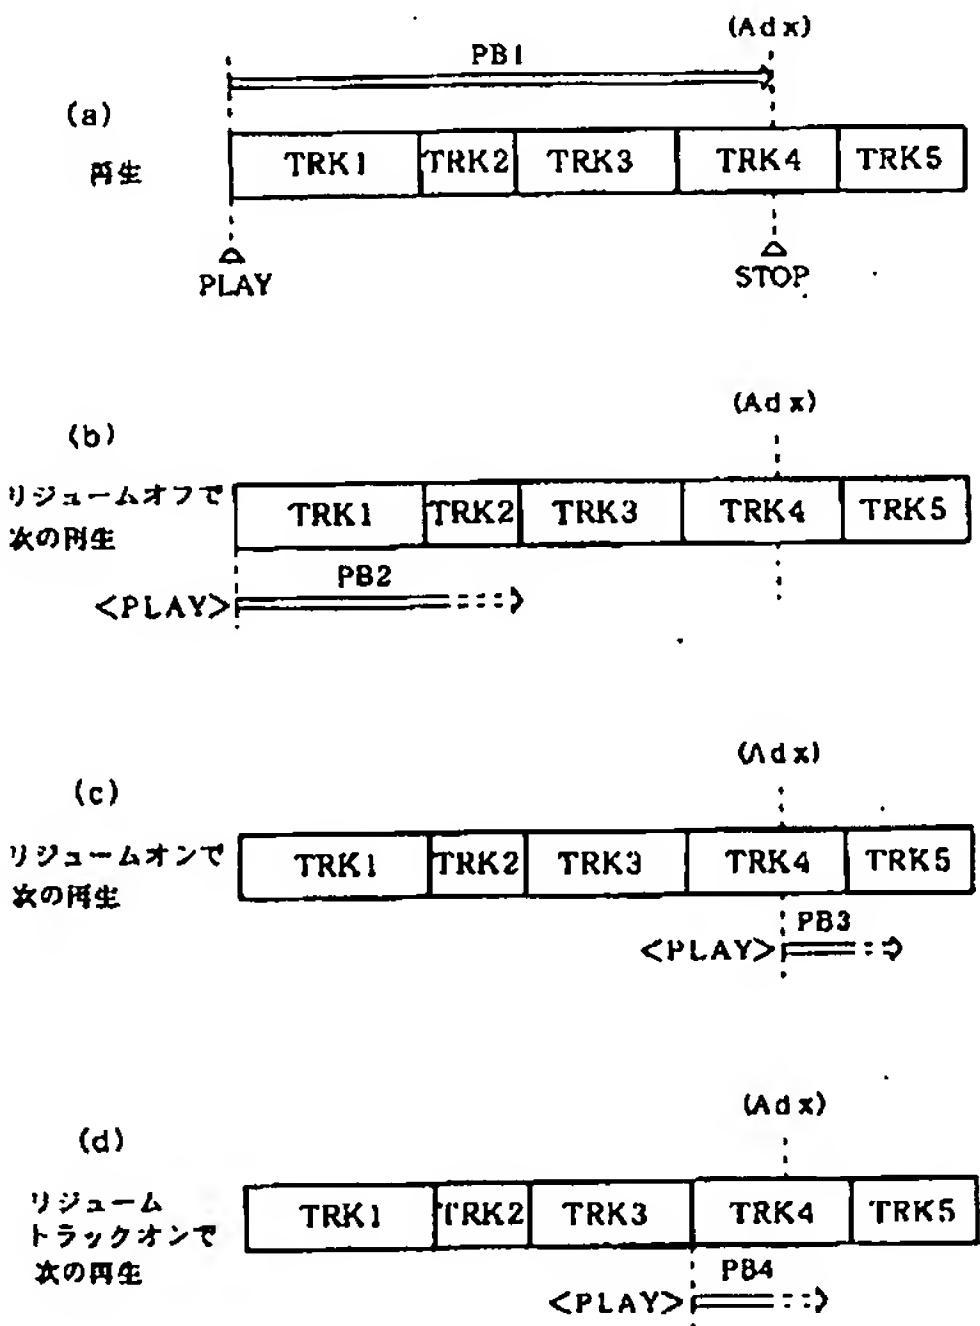 (Adx)
PB1
(a)
再生
TRK1 TRK2 TRK3 TRK4 TRK5
PLAY
STOP
(Adx)
(b)
リジュームオフで
次の再生
TRK1 TRK2 TRK3 TRK4 TRK5
PB2
<PLAY>
(Adx)
(c)
リジュームオンで
次の再生
TRK1 TRK2 TRK3 TRK4 TRK5
PB3
<PLAY>
(Adx)
(d)
リジューム
トラックオンで
次の再生
TRK1 TRK2 TRK3 TRK4 TRK5
PB4
<PLAY>